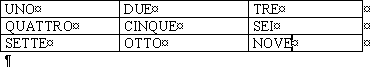 UNO¤ DUE¤ TRE¤ ¤
QUATTRO¤ CINQUE¤ SEI¤ ¤
SETTE¤ OTTO¤ NOVE¤ ¤
¶